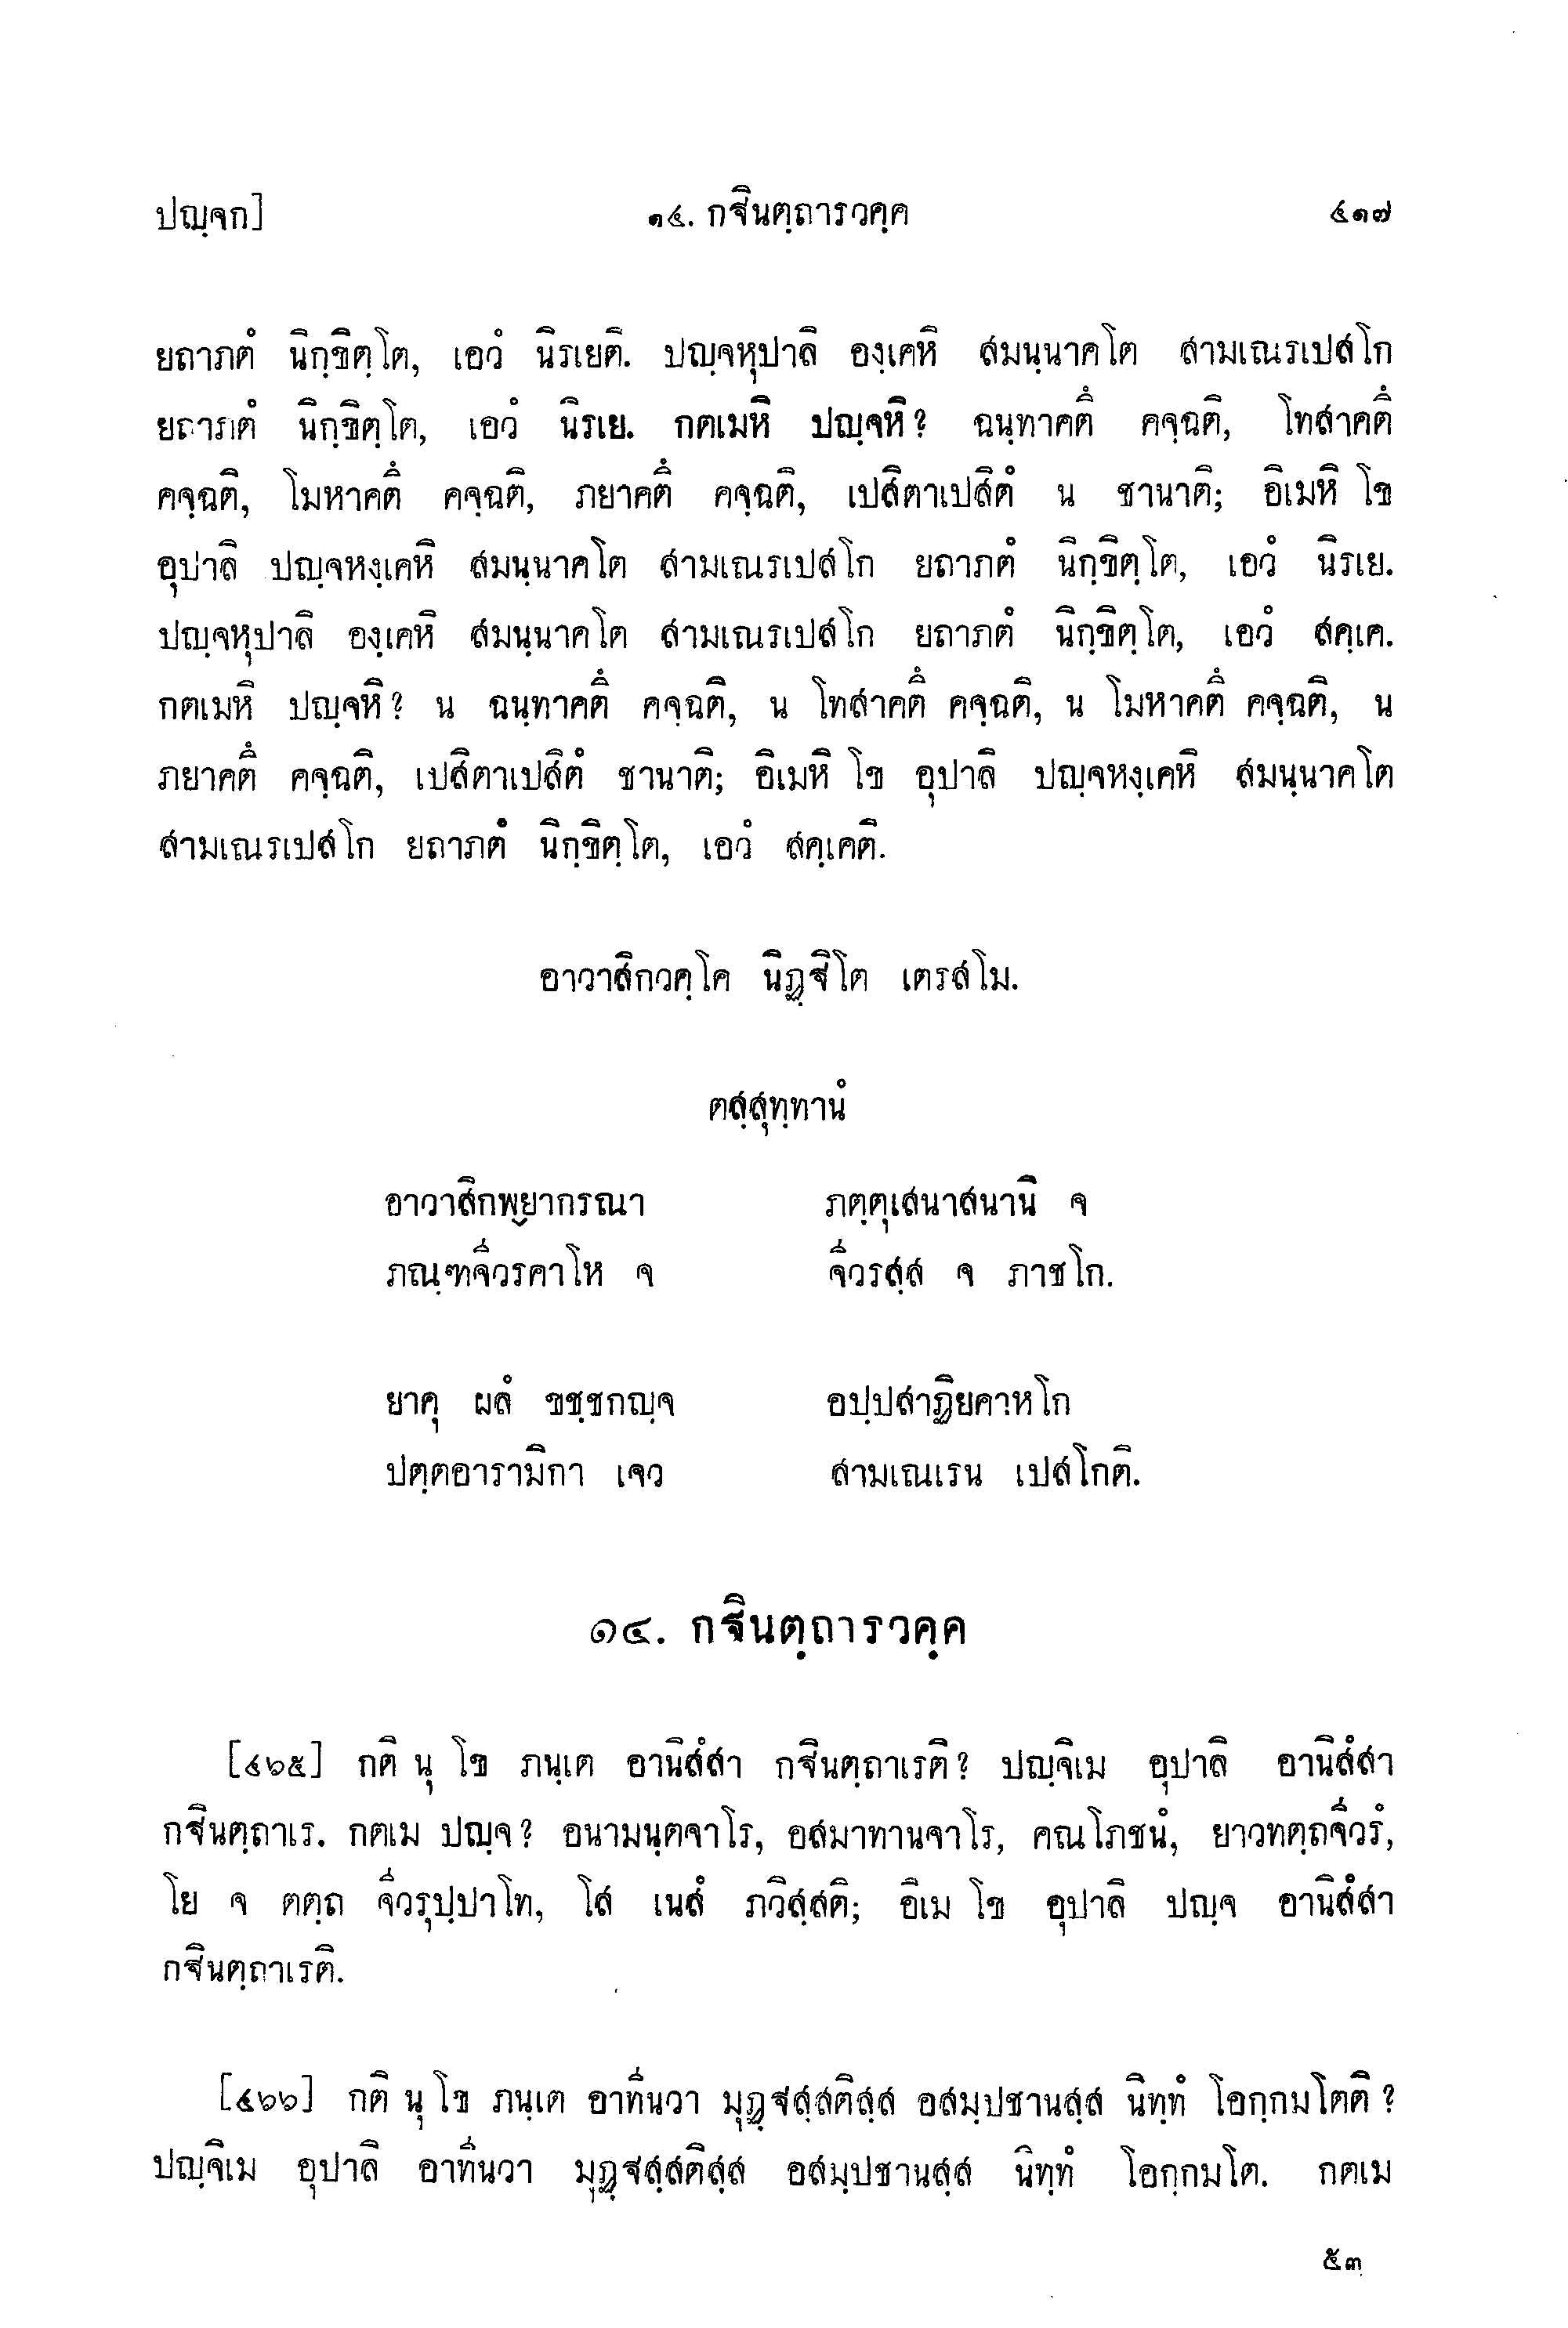 ปญฺจก] ๑๔. กฐินตฺถารวคฺค ๔๑๗
ยถาภตํ นิกฺขิตฺโต, เอวํ นิรเยติ. ปญฺจหุปาลิ องฺเคหิ สมนฺนาคโต สามเณรเปสโก
ยถาภตํ นิกฺขิตฺโต, เอวํ นิรเย. กตเมหิ ปญฺจหิ? ฉนฺทาคตึ คจฺฉติ, โทสาคตึ
คจฺฉติ, โมหาคตึ คจฺฉติ, ภยาคตึ คจฺฉติ, เปสิตาเปสิตํ น ชานาติ; อิเมหิ โข
อุปาลิ ปญฺจหงฺเคหิ สมนฺนาคโต สามเณรเปสโก ยถาภตํ นิกฺขิตฺโต, เอวํ นิรเย.
ปญฺจหุปาลิ องฺเคหิ สมนฺนาคโต สามเณรเปสโก ยถาภตํ นิกฺขิตฺโต, เอวํ สคฺเค.
กตเมหิ ปญฺจหิ? น ฉนฺทาคตึ คจฺฉติ, น โทสาคตึ คจฺฉติ, น โมหาคตึ คจฺฉติ, น
ภยาคตึ คจฺฉติ, เปสิตาเปสิตํ ชานาติ; อิเมหิ โข อุปาลิ ปญฺจหงฺเคหิ สมนฺนาคโต
สามเณรเปสโก ยถาภตํ นิกฺขิตฺโต, เอวํ สคฺเคติ.
อาวาสิกวคฺโค นิฏฺฐิโต เตรสโม.
ตสฺสุทฺทานํ
อาวาสิกพฺยากรณา ภตฺตุเสนาสนานิ จ
ภณฺฑจีวรคาโห จ จีวรสฺส จ ภาชโก.
ยาคุ ผลํ ขชฺชกญฺจ อปฺปสาฏิยคาหโก
ปตฺตอารามิกา เจว สามเณเรน เปสโกติ.
๑๔. กฐินตฺถารวคฺค
[๔๖๕] กติ นุ โข ภนฺเต อานิสํสา กฐินตฺถาเรติ? ปญฺจิเม อุปาลิ อานิสํสา
กฐินตฺถาเร. กตเม ปญฺจ? อนามนฺตจาโร, อสมาทานจาโร, คณโภชนํ, ยาวทตฺถจีวรํ,
โย จ ตตฺถ จีวรุปฺปาโท, โส เนสํ ภวิสฺสติ; อิเม โข อุปาลิ ปญฺจ อานิสํสา
กฐินตฺถาเรติ.
[๔๖๖] กติ นุ โข ภนฺเต อาทีนวา มุฏฺฐสฺสติสฺส อสมฺปชานสฺส นิทฺทํ โอกฺกมโตติ?
ปญฺจิเม อุปาลิ อาทีนวา มุฏฺฐสฺสติสฺส อสมฺปชานสฺส นิทฺทํ โอกฺกมโต. กตเม
๕๓